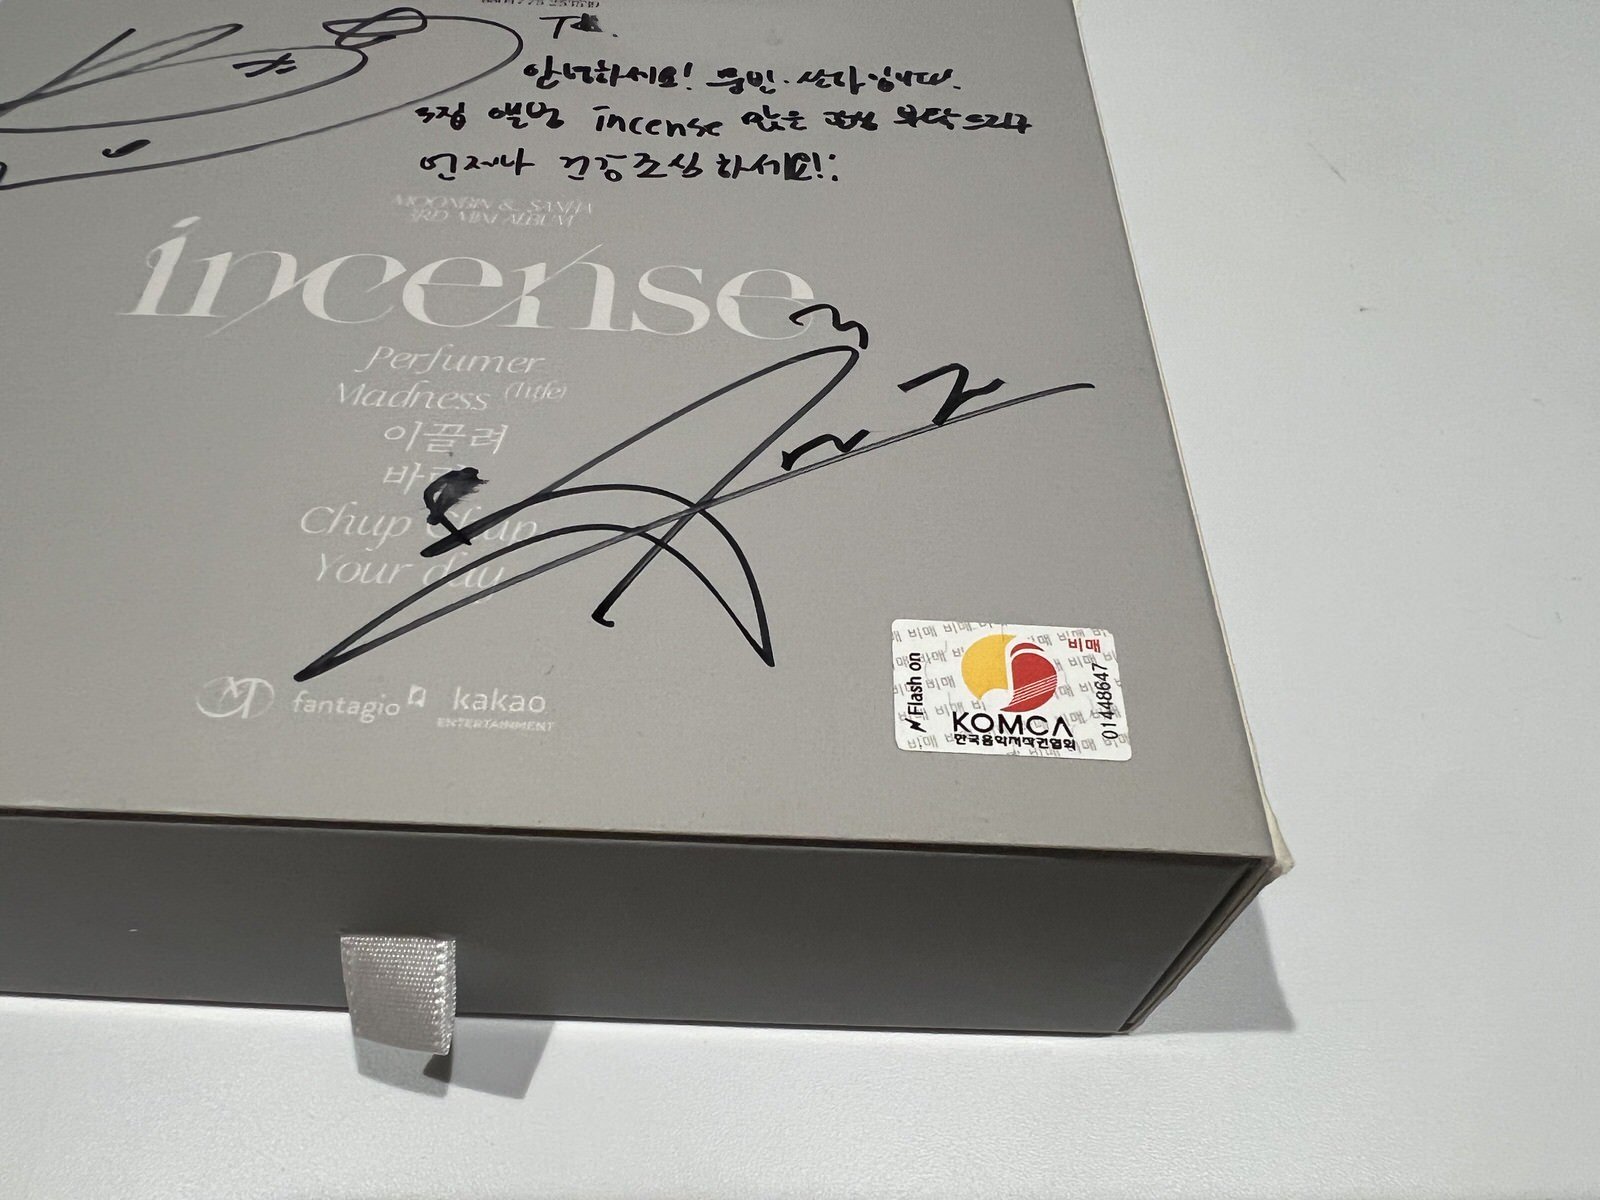 To.
안녕하세요! 문빈.산하입니다.
3집 앨범 incense 많은 관심 부탁드리구
언제나 건강조심하세요!!
MOONBIN & SANHA
3RD MINI ALBUM
incense
Perfumer
Madness (Title)
이끌려
Chup Chup
Your day
fantagio
kakao
ENTERTAINMENT
비매
Flash on
KOMCA
한국음악저작권협회
01448647